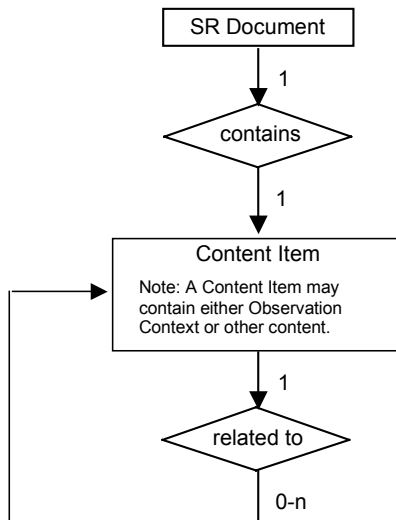 SR Document
1
contains
1
Content Item
Note: A Content Item may
contain either Observation
Context or other content.
1
related to
0-n